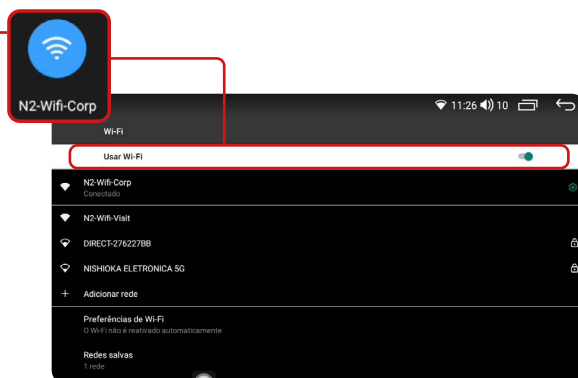 N2-Wifi-Corp
11:26 10
Wi-Fi
Usar Wi-Fi
N2-Wifi-Corp
Conectado
N2-Wifi-Visit
DIRECT-276227BB
NISHIOKA ELETRONICA 5G
+ Adicionar rede
Preferências de Wi-Fi
O Wi-Fi não é reativado automaticamente
Redes salvas
1 rede